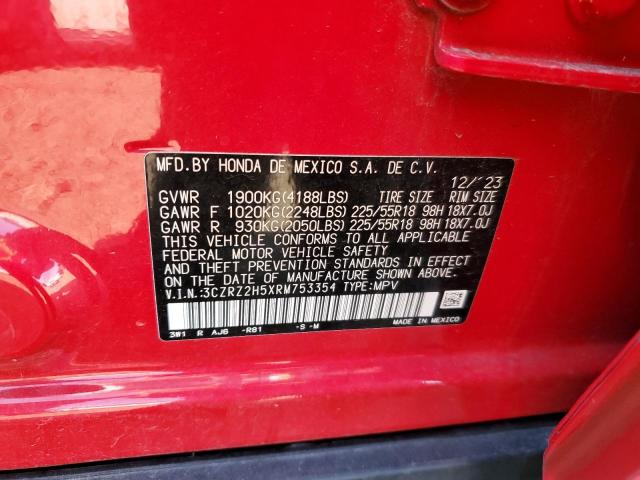 MFD.BY HONDA DE MEXICO S.A. DE C.V.
12/'23
GVWR 1900KG(4188LBS) TIRE SIZE RIM SIZE
GAWR F 1020KG(2248LBS) 225/55R18 98H 18X7.0J
GAWR R 930KG(2050LBS) 225/55R18 98H 18X7.0J
THIS VEHICLE CONFORMS TO ALL APPLICABLE
FEDERAL MOTOR VEHICLE SAFETY
AND THEFT PREVENTION STANDARDS IN EFFECT
ON THE DATE OF MANUFACTURE SHOWN ABOVE.
V.I.N.:3CZRZ2H5XRM753354 TYPE:MPV
3W1 R AJ6 -R81 -S -M MADE IN MEXICO